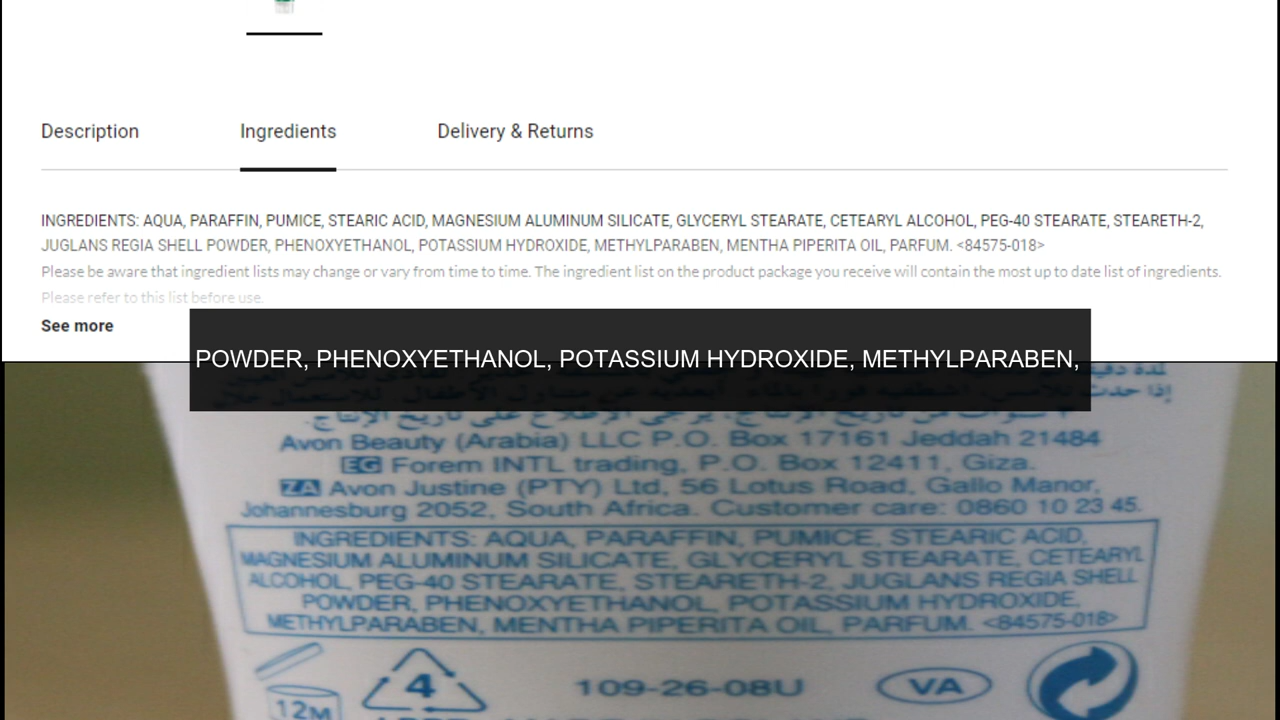 Description
Ingredients
Delivery & Returns
INGREDIENTS: AQUA, PARAFFIN, PUMICE, STEARIC ACID, MAGNESIUM ALUMINUM SILICATE, GLYCERYL STEARATE, CETEARYL ALCOHOL, PEG-40 STEARATE, STEARETH-2,
JUGLANS REGIA SHELL POWDER, PHENOXYETHANOL, POTASSIUM HYDROXIDE, METHYLPARABEN, MENTHA PIPERITA OIL, PARFUM. <84575-018>
Please be aware that ingredient lists may change or vary from time to time. The ingredient list on the product package you receive will contain the most up to date list of ingredients.
Please refer to this list before use.
See more
POWDER, PHENOXYETHANOL, POTASSIUM HYDROXIDE, METHYLPARABEN,
إذا حدث
Avon Beauty (Arabia) LLC P.O. Box 17161 Jeddah 21484
EG Forem INTL trading, P.O. Box 12411, Giza.
ZA Avon Justine (PTY) Ltd, 56 Lotus Road, Gallo Manor,
Johannesburg 2052, South Africa. Customer care: 0860 10 23 45.
INGREDIENTS: AQUA, PARAFFIN, PUMICE, STEARIC ACID,
MAGNESIUM ALUMINUM SILICATE, GLYCERYL STEARATE, CETEARYL
ALCOHOL, PEG-40 STEARATE, STEARETH-2, JUGLANS REGIA SHELL
POWDER, PHENOXYETHANOL, POTASSIUM HYDROXIDE,
METHYLPARABEN, MENTHA PIPERITA OIL, PARFUM. <84575-018>
12M
4
109-26-08U
VA